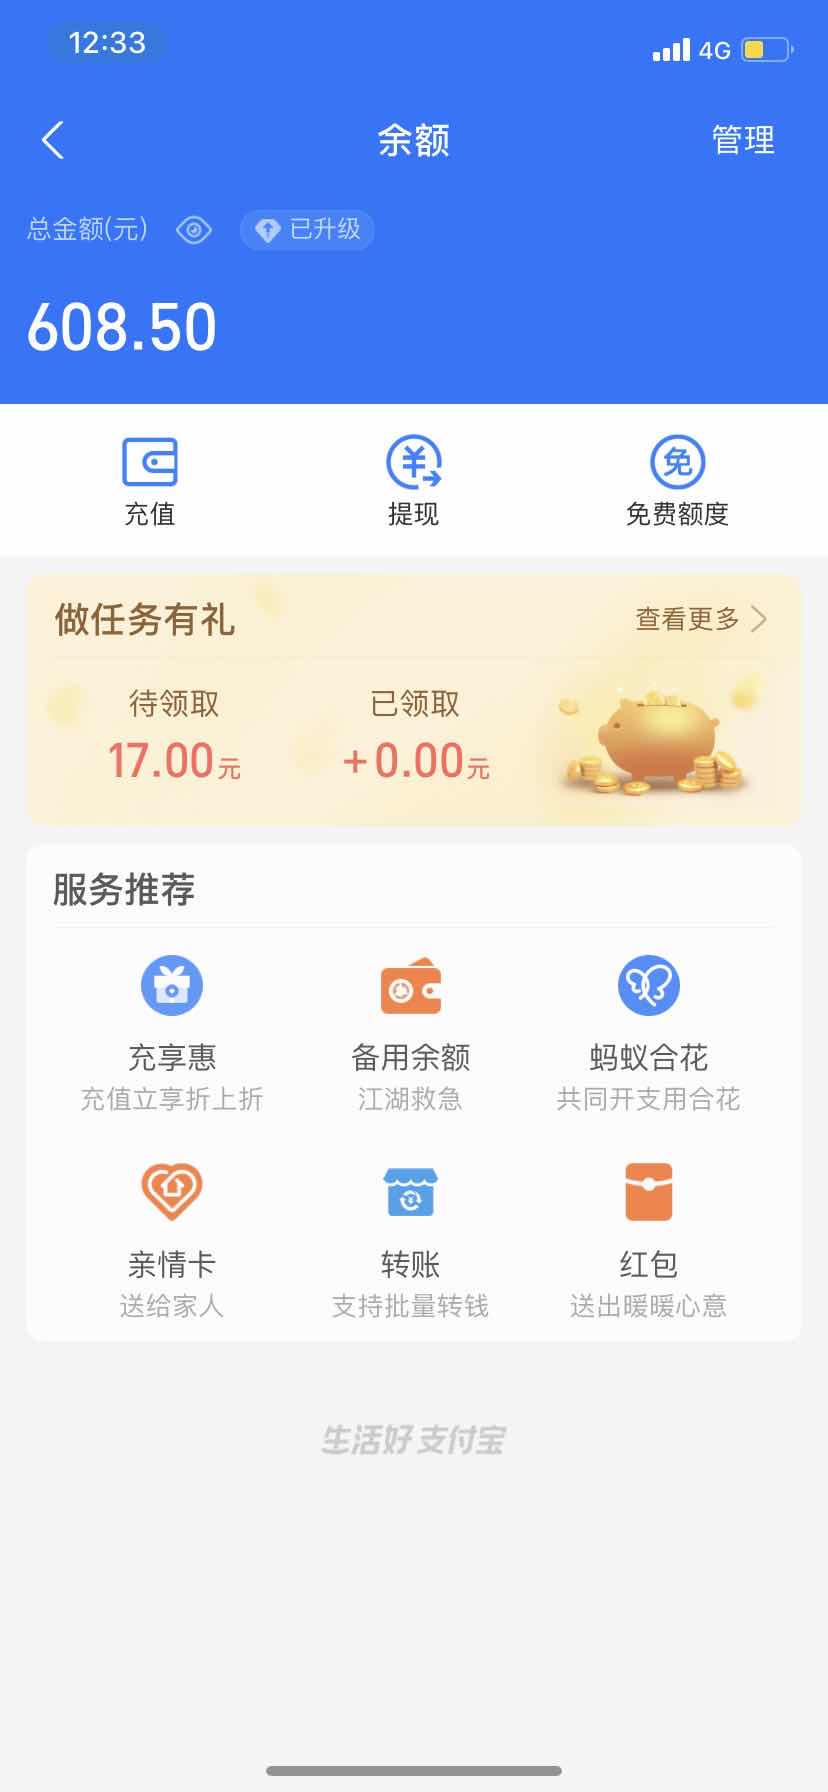 12:33 4G
余额 管理
总金额(元) 已升级
608.50
充值 提现 免费额度
免
做任务有礼 查看更多
待领取 已领取
17.00元 +0.00元
服务推荐
充享惠 备用余额 蚂蚁合花
充值立享折上折 江湖救急 共同开支用合花
亲情卡 转账 红包
送给家人 支持批量转钱 送出暖暖心意
生活好 支付宝